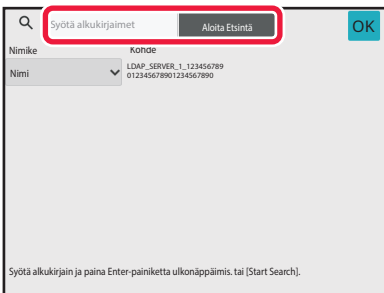 Syötä alkukirjaimet
Aloita Etsintä
OK
Nimike
Kohde
Nimi
LDAP_SERVER_1_123456789
012345678901234567890
Syötä alkukirjain ja paina Enter-painiketta ulkonäppäimis. tai [Start Search].